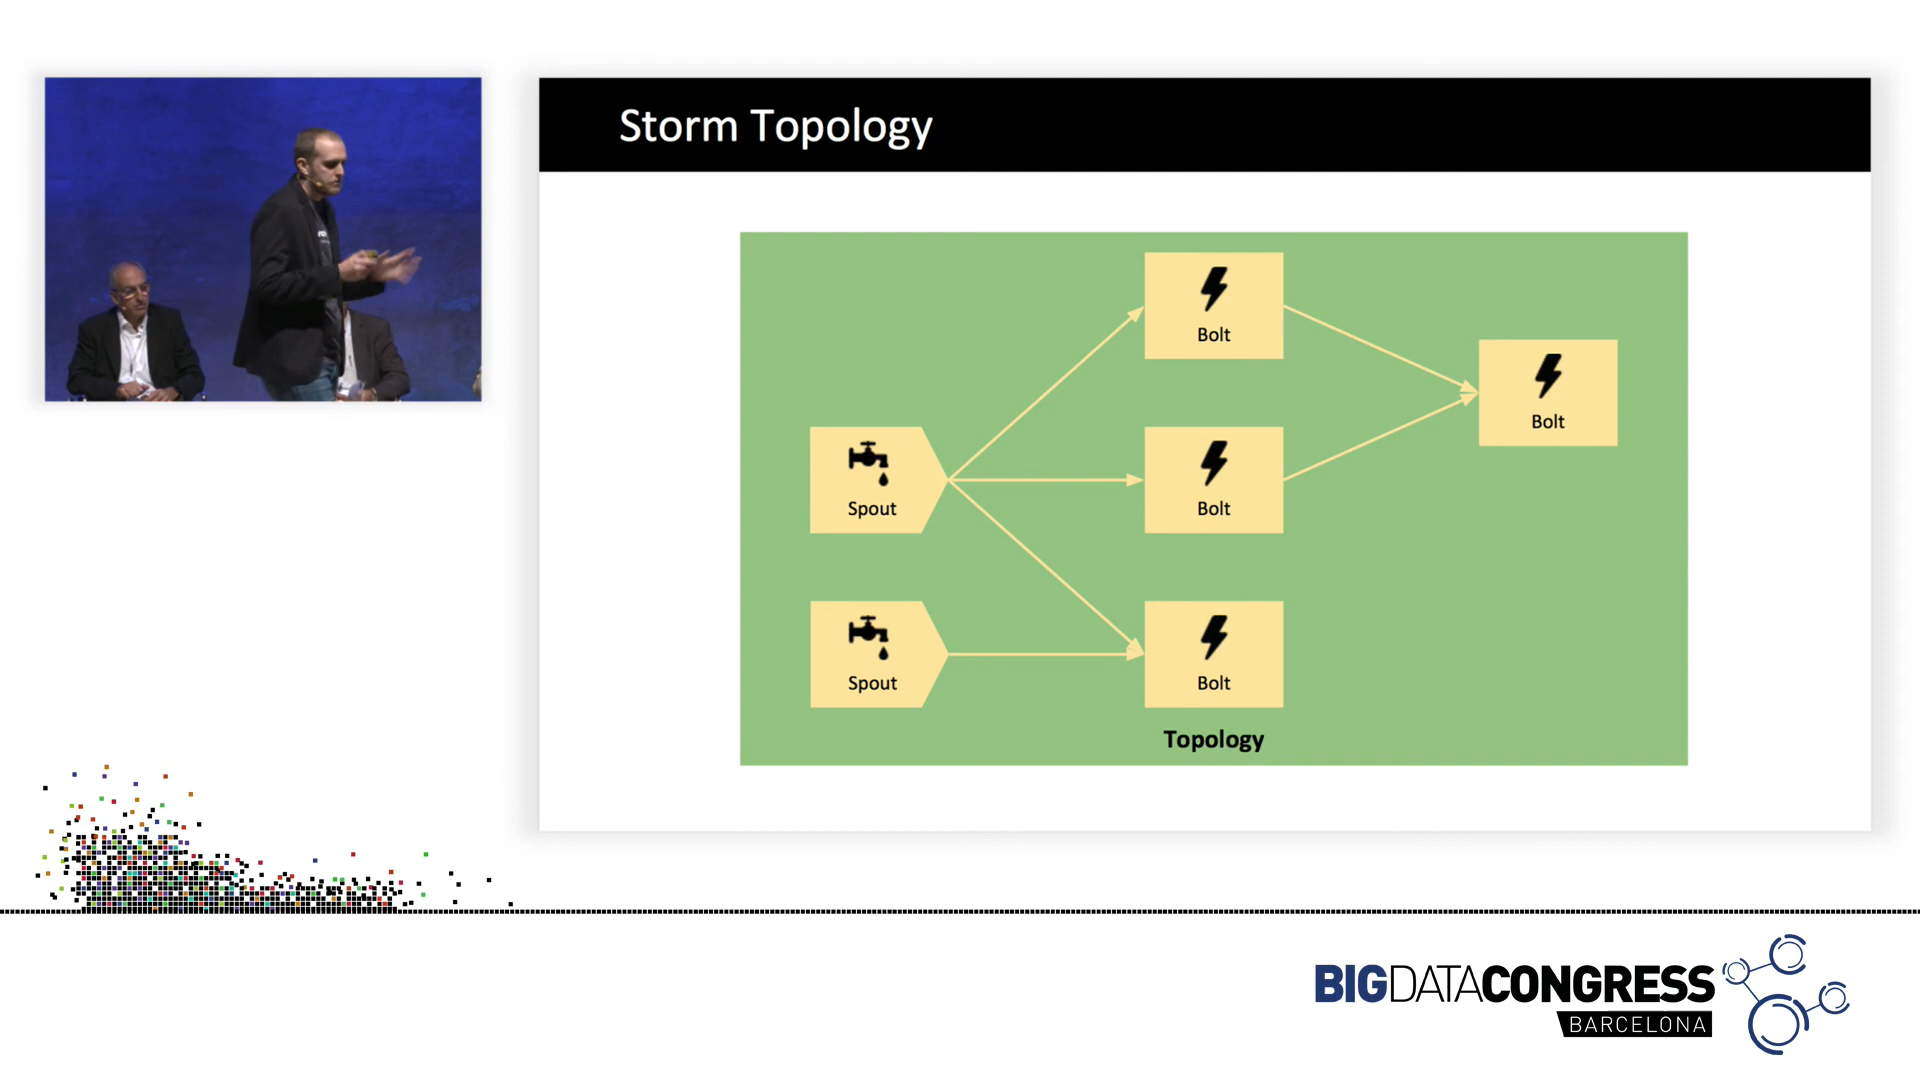 Storm Topology
Bolt
Bolt
Spout
Bolt
Spout
Bolt
Topology
BIGDATACONGRESS
BARCELONA